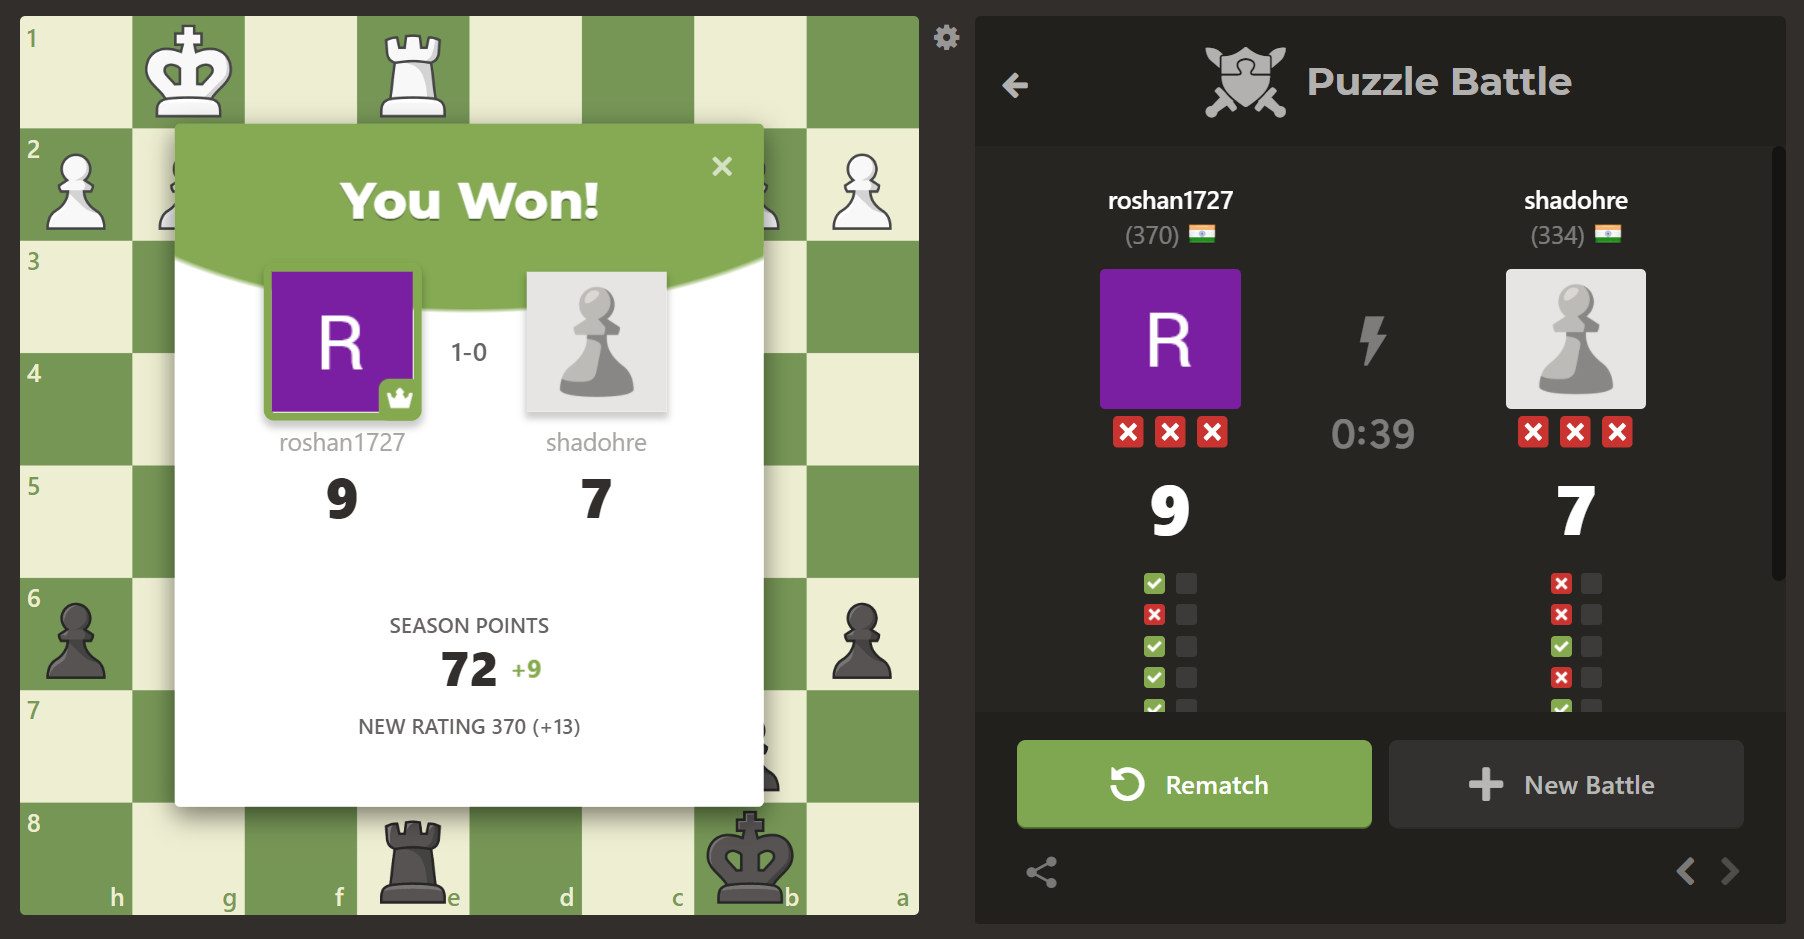 1
2
3
4
5
6
7
8
h
g
f
e
d
c
b
a
You Won!
R
1-0
roshan1727
shadohre
9
7
SEASON POINTS
72 +9
NEW RATING 370 (+13)
Puzzle Battle
roshan1727
shadohre
(370)
(334)
R
0:39
9
7
Rematch
New Battle